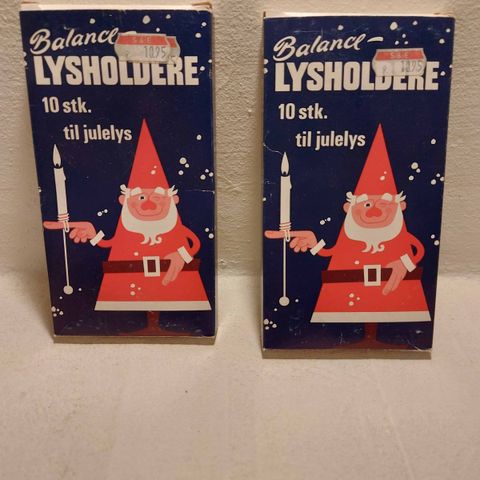 Balance-
LYSHOLDERE
10 stk.
til julelys
Balance-
LYSHOLDERE
10 stk.
til julelys